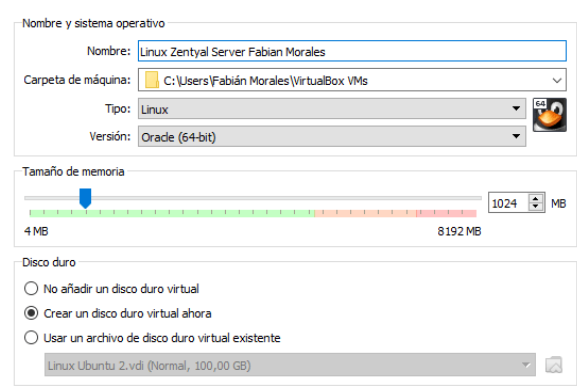 Nombre y sistema operativo
Nombre: Linux Zentyal Server Fabian Morales
Carpeta de máquina: C:\Users\Fabián Morales\VirtualBox VMs
Tipo: Linux
64
Versión: Oracle (64-bit)
Tamaño de memoria
1024 MB
4 MB 8192 MB
Disco duro
No añadir un disco duro virtual
Crear un disco duro virtual ahora
Usar un archivo de disco duro virtual existente
Linux Ubuntu 2.vdi (Normal, 100,00 GB)